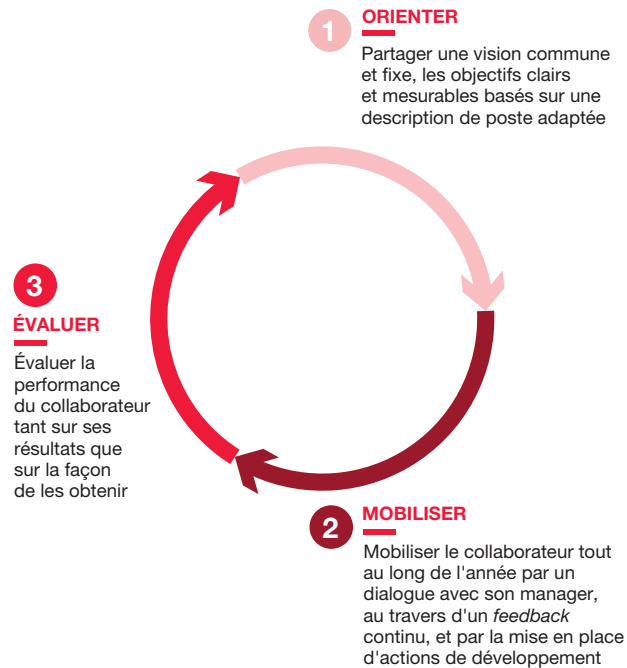 1
ORIENTER
Partager une vision commune
et fixe, les objectifs clairs
et mesurables basés sur une
description de poste adaptée
2
MOBILISER
Mobiliser le collaborateur tout
au long de l'année par un
dialogue avec son manager,
au travers d'un feedback
continu, et par la mise en place
d'actions de développement
3
ÉVALUER
Évaluer la
performance
du collaborateur
tant sur ses
résultats que
sur la façon
de les obtenir